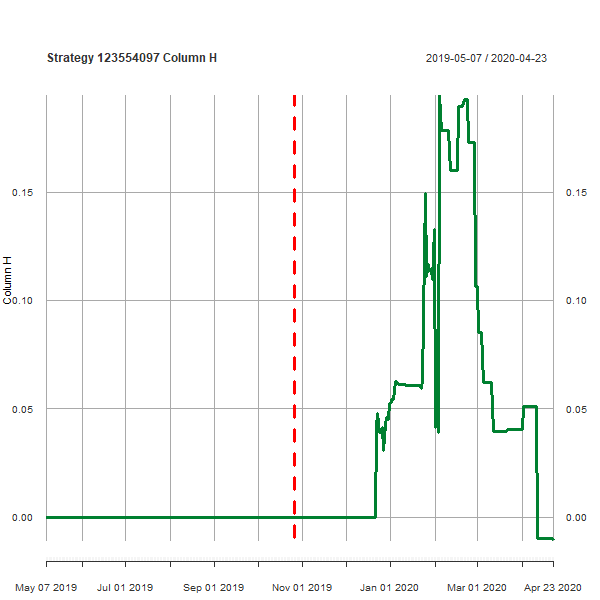 Strategy 123554097 Column H
2019-05-07 / 2020-04-23
0.15
0.15
0.10
0.10
0.05
0.05
0.00
0.00
Column H
May 07 2019
Jul 01 2019
Sep 01 2019
Nov 01 2019
Jan 01 2020
Mar 01 2020
Apr 23 2020